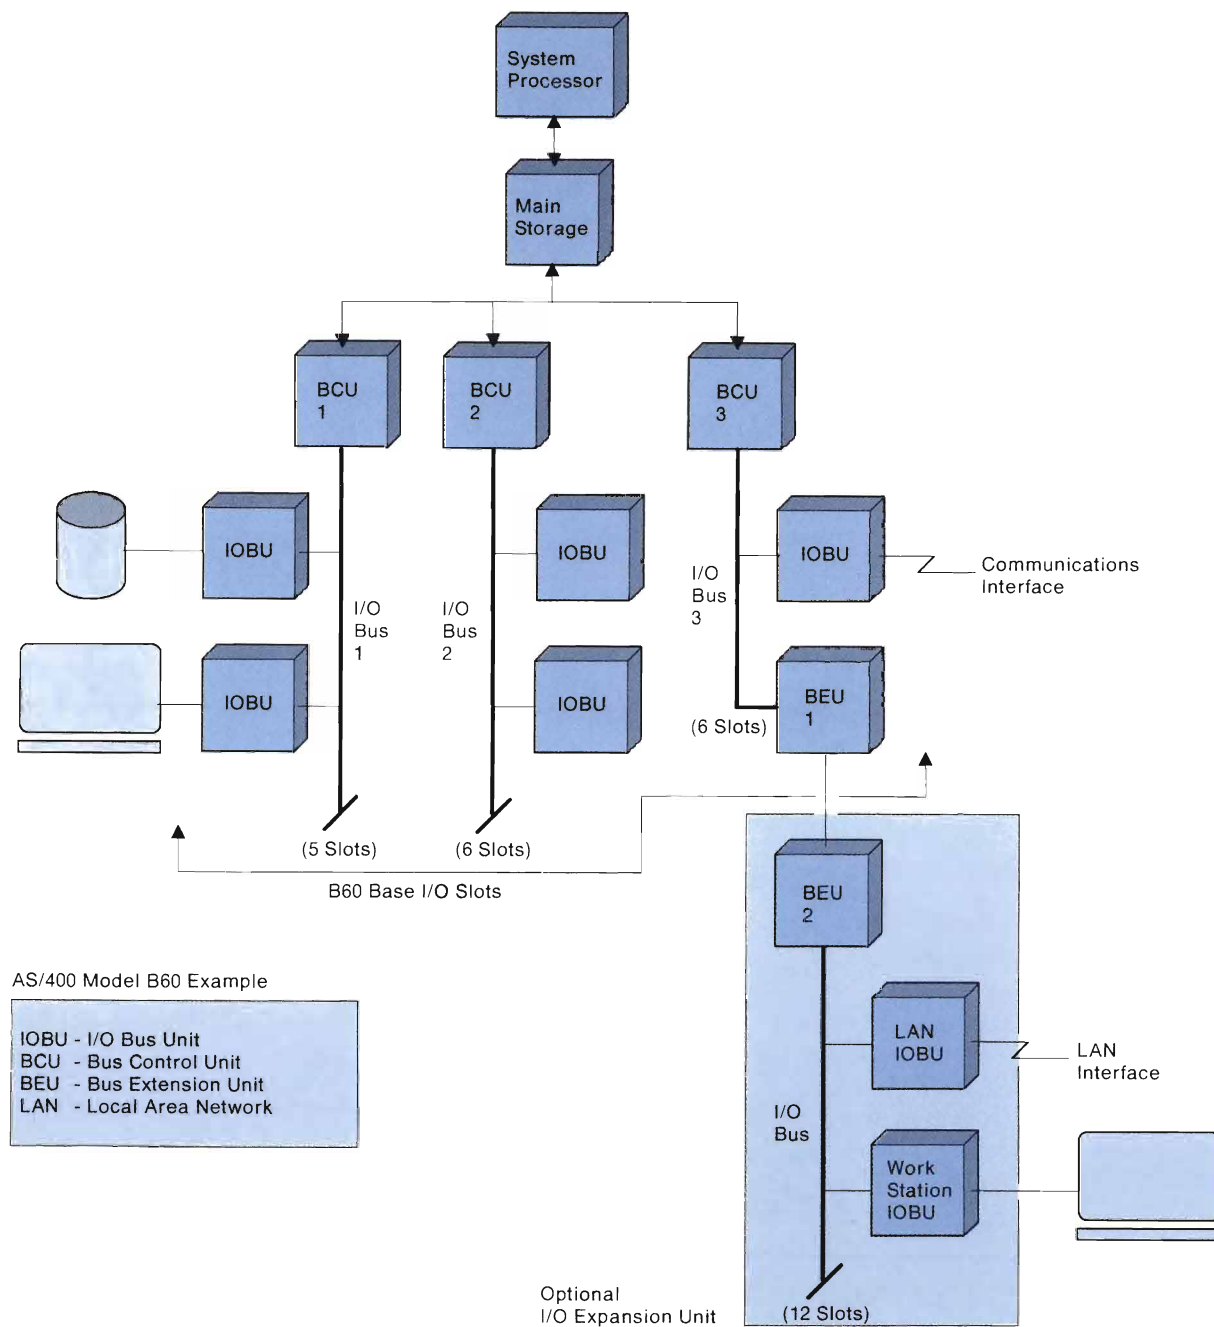 System
Processor
Main
Storage
BCU
1
BCU
2
BCU
3
IOBU
IOBU
IOBU
Communications
Interface
I/O
Bus
1
I/O
Bus
2
I/O
Bus
3
IOBU
IOBU
BEU
1
(6 Slots)
(5 Slots)
(6 Slots)
B60 Base I/O Slots
BEU
2
AS/400 Model B60 Example
IOBU - I/O Bus Unit
BCU - Bus Control Unit
BEU - Bus Extension Unit
LAN - Local Area Network
LAN
IOBU
LAN
Interface
I/O
Bus
Work
Station
IOBU
Optional
I/O Expansion Unit
(12 Slots)